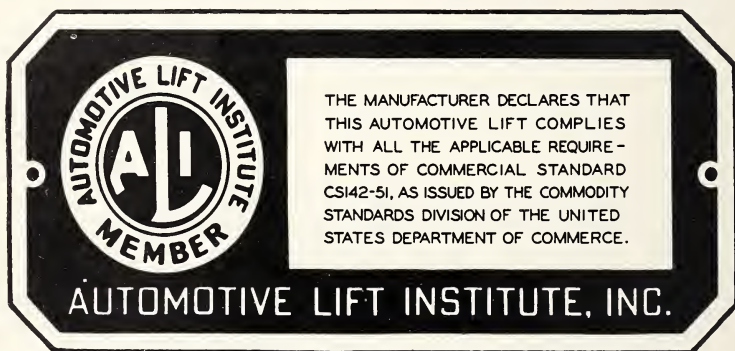 AUTOMOTIVE LIFT INSTITUTE
ALI
MEMBER
THE MANUFACTURER DECLARES THAT
THIS AUTOMOTIVE LIFT COMPLIES
WITH ALL THE APPLICABLE REQUIRE-
MENTS OF COMMERCIAL STANDARD
CS142-51, AS ISSUED BY THE COMMODITY
STANDARDS DIVISION OF THE UNITED
STATES DEPARTMENT OF COMMERCE.
AUTOMOTIVE LIFT INSTITUTE, INC.